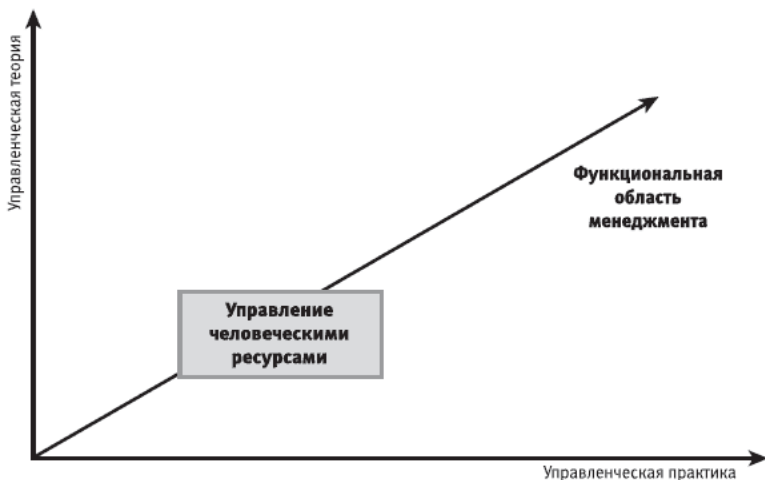 Управленческая теория
Функциональная
область
менеджмента
Управление
человеческими
ресурсами
Управленческая практика